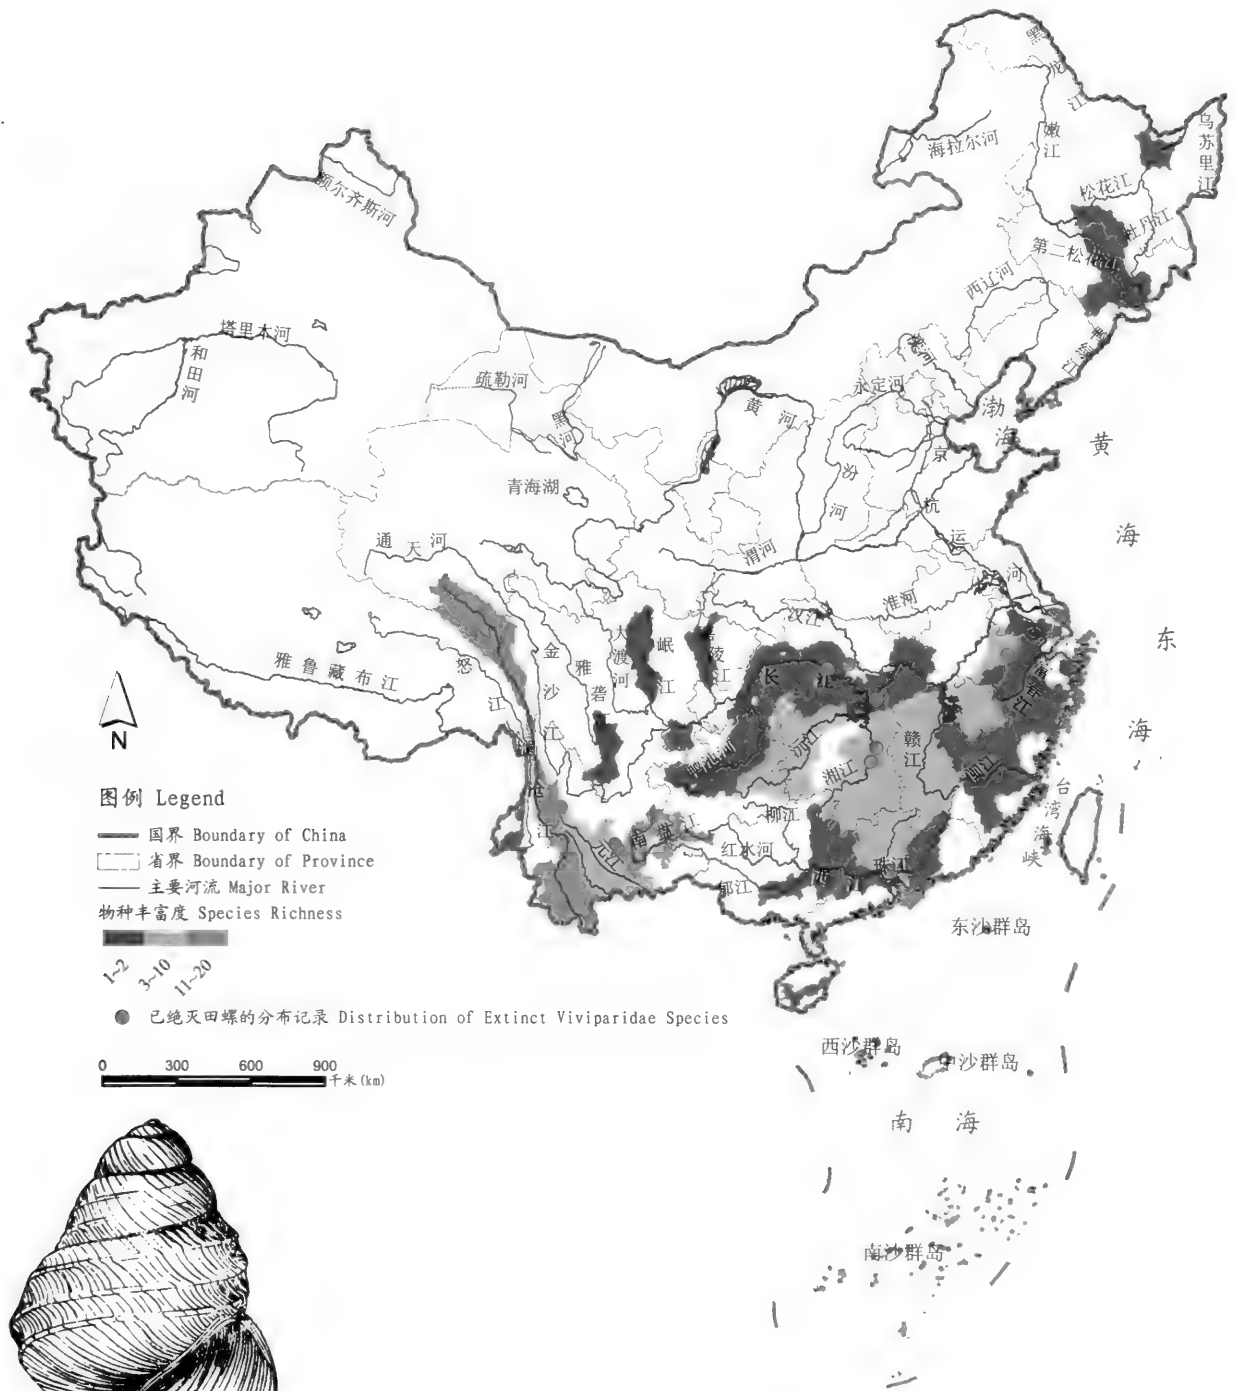 黑龙江
嫩江
海拉尔河
乌苏里江
松花江
牡丹江
第二松花江
西辽河
额尔齐斯河
塔里木河
和田河
疏勒河
黑河
黄河
永定河
滦河
鸭绿江
渤海
黄海
京杭运河
汾河
青海湖
通天河
渭河
淮河
汉江
大渡河
岷江
嘉陵江
金沙江
雅砻江
怒江
雅鲁藏布江
长江
富春江
东海
澜沧江
沅江
湘江
赣江
闽江
柳江
南盘江
元江
红水河
郁江
西江
珠江
台湾海峡
N
图例 Legend
国界 Boundary of China
省界 Boundary of Province
主要河流 Major River
物种丰富度 Species Richness
1~2
3~10
11~20
已绝灭田螺的分布记录 Distribution of Extinct Viviparidae Species
0 300 600 900
千米(km)
东沙群岛
西沙群岛
中沙群岛
南海
南沙群岛